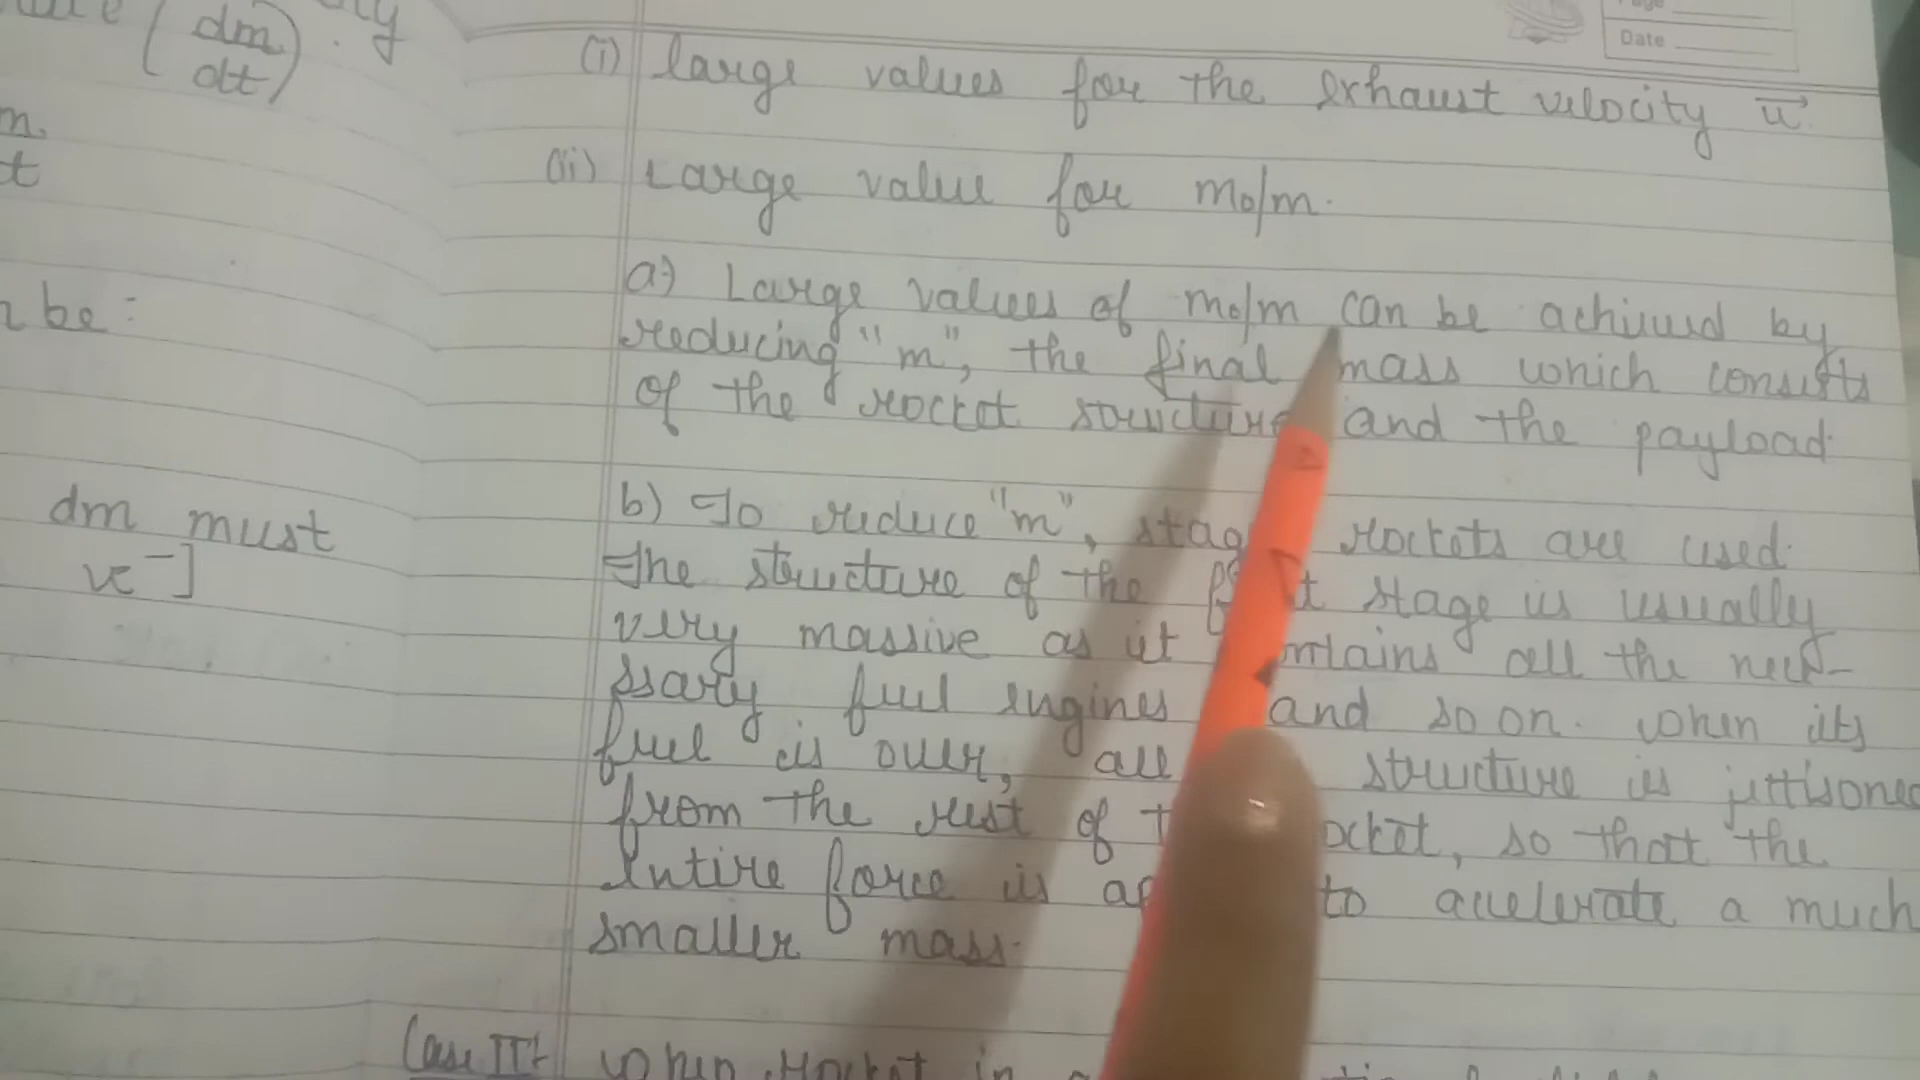 Date
(dm/dt)
(i) large values for the exhaust velocity u⃗.
(ii) Large value for m₀/m.
m.
t
a) Large values of m₀/m can be achieved by
reducing "m", the final mass which consists
of the rocket structure and the payload.
n be:
b) To reduce "m", rockets are used.
The structure of the stage is usually
very massive as it all the nece-
ssary fuel engines and so on. When its
fuel is over, all structure is jettisoned
from the rest of, so that the
entire force is to accelerate a much
smaller mass.
dm must
ve⁻]
Case II: When rocket in